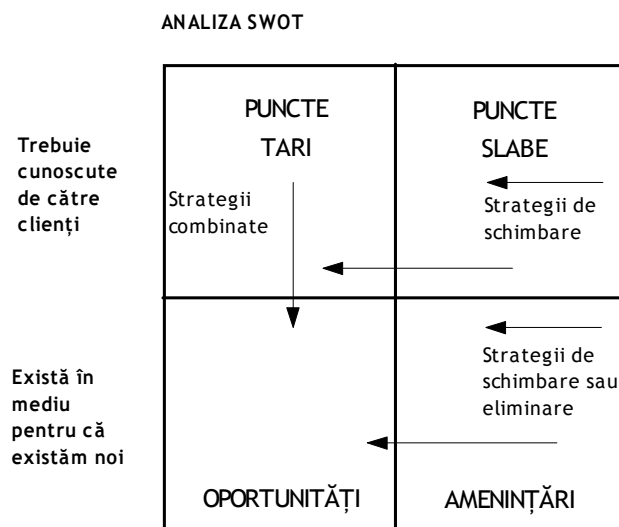 ANALIZA SWOT
PUNCTE
TARI
PUNCTE
SLABE
Trebuie
cunoscute
de către
clienți
Strategii
combinate
Strategii de
schimbare
Există în
mediu
pentru că
existăm noi
Strategii de
schimbare sau
eliminare
OPORTUNITĂȚI
AMENINȚĂRI